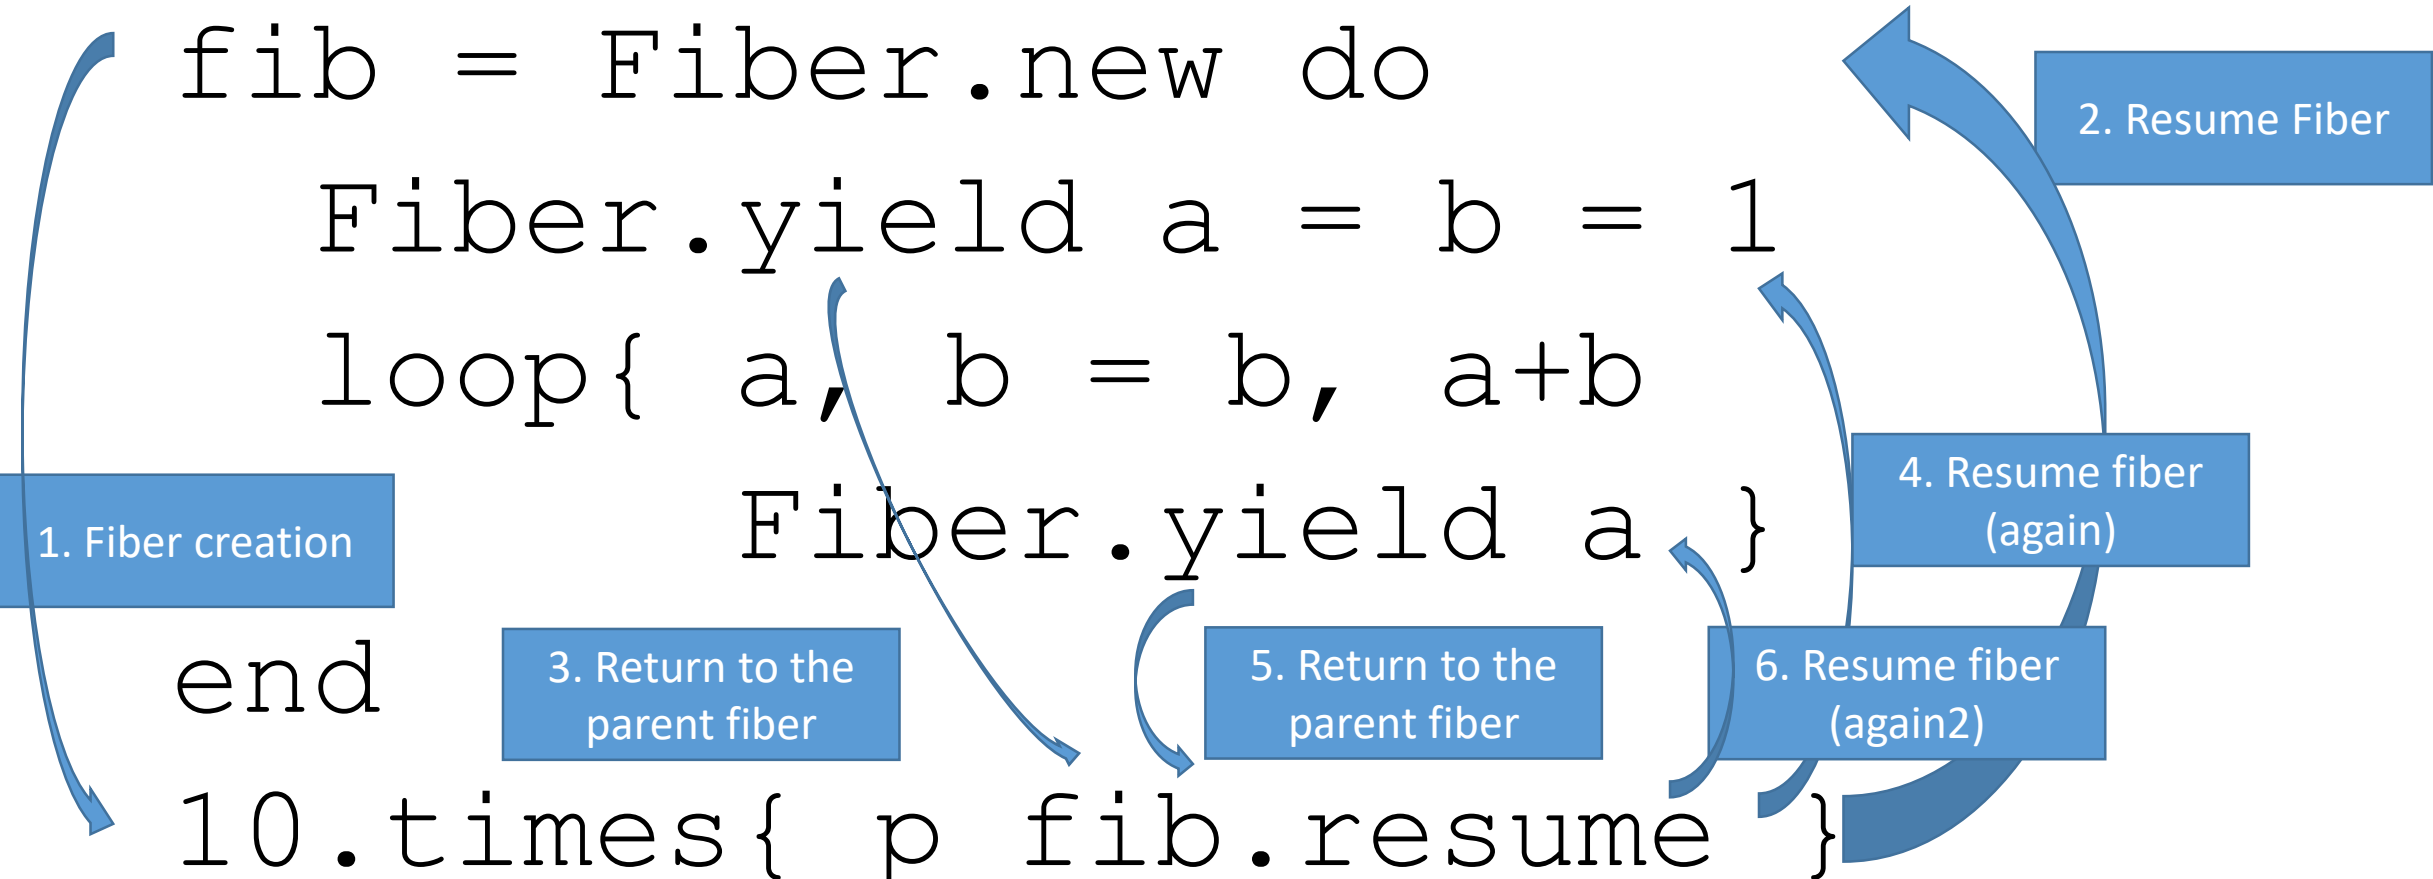 fib = Fiber.new do
2. Resume Fiber
Fiber.yield a = b = 1
loop{ a, b = b, a+b
4. Resume fiber
(again)
Fiber.yield a }
1. Fiber creation
end
3. Return to the
parent fiber
5. Return to the
parent fiber
6. Resume fiber
(again2)
10.times{ p fib.resume }